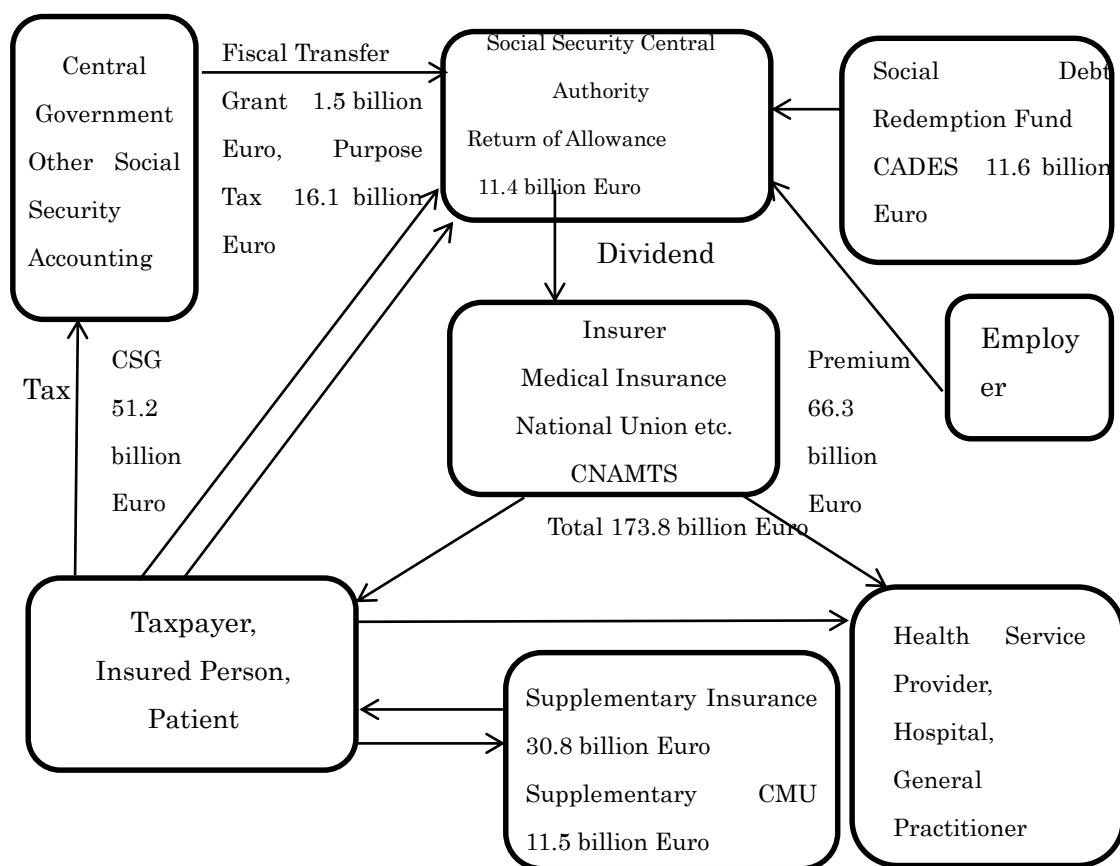 Central
Government
Other Social
Security
Accounting
Fiscal Transfer
Grant 1.5 billion
Euro, Purpose
Tax 16.1 billion
Euro
Social Security Central
Authority
Return of Allowance
11.4 billion Euro
Social Debt
Redemption Fund
CADES 11.6 billion
Euro
Dividend
Tax
CSG
51.2
billion
Euro
Insurer
Medical Insurance
National Union etc.
CNAMTS
Premium
66.3
billion
Euro
Employ
er
Total 173.8 billion Euro
Taxpayer,
Insured Person,
Patient
Supplementary Insurance
30.8 billion Euro
Supplementary CMU
11.5 billion Euro
Health Service
Provider,
Hospital,
General
Practitioner